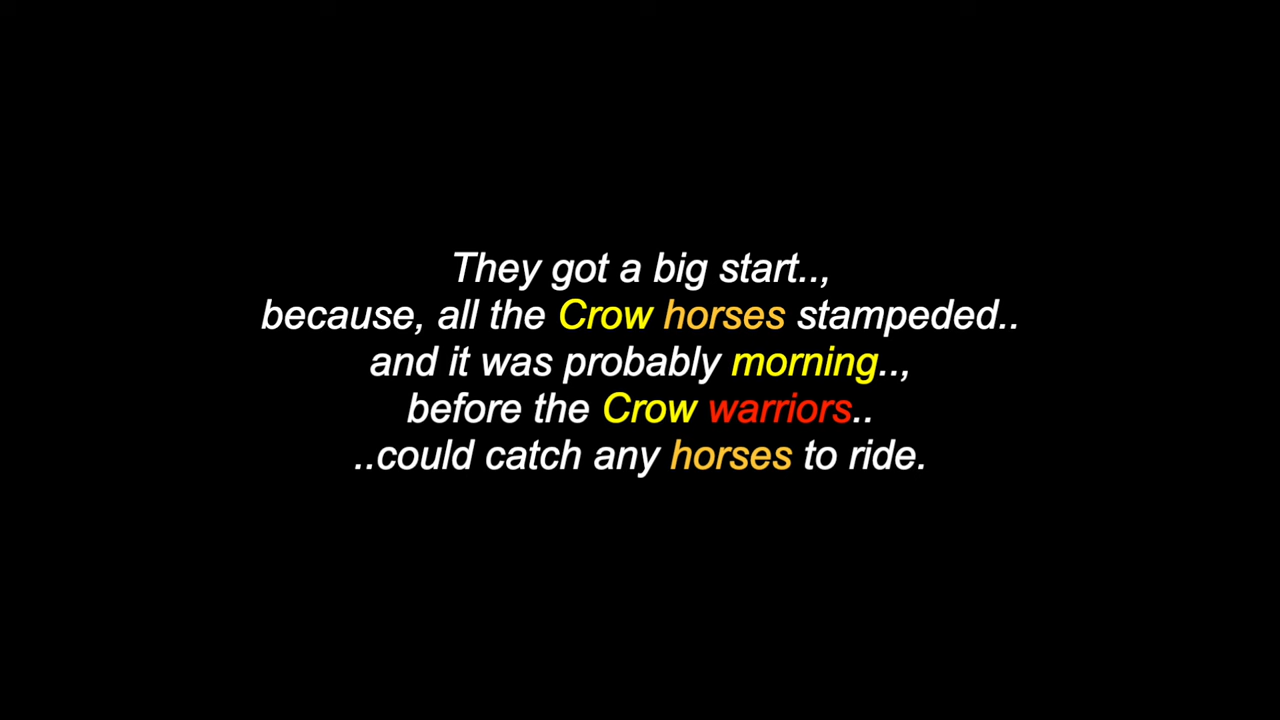 They got a big start..,
because, all the Crow horses stampeded..
and it was probably morning..,
before the Crow warriors..
..could catch any horses to ride.